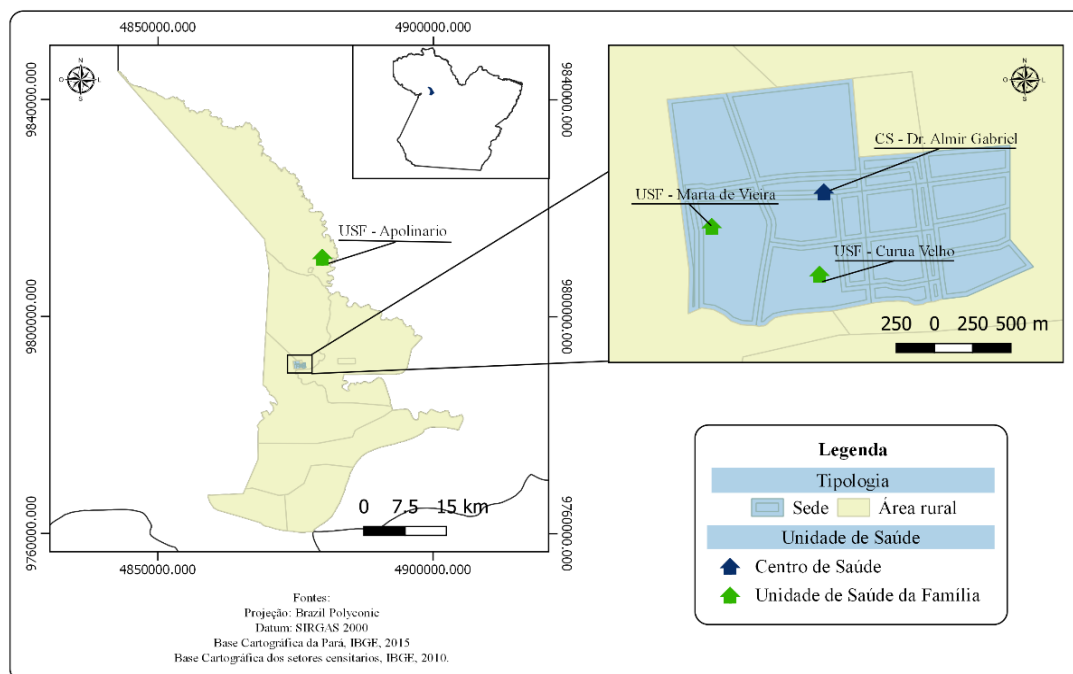 4850000.000
4900000.000
9840000.000
9840000.000
N
O
L
S
N
O
L
S
CS - Dr. Almir Gabriel
USF - Marta de Vieira
USF - Apolinario
USF - Curua Velho
9800000.000
9800000.000
250 0 250 500 m
Legenda
Tipologia
Sede
Área rural
Unidade de Saúde
Centro de Saúde
Unidade de Saúde da Família
0 7.5 15 km
9760000.000
9760000.000
4850000.000
4900000.000
Fontes:
Projeção: Brazil Polyconic
Datum: SIRGAS 2000
Base Cartográfica da Pará, IBGE, 2015
Base Cartográfica dos setores censitarios, IBGE, 2010.